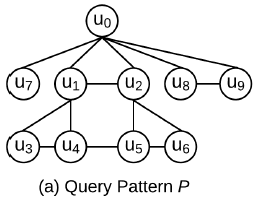 u₀
u₇ u₁ u₂ u₈ u₉
u₃ u₄ u₅ u₆
(a) Query Pattern P